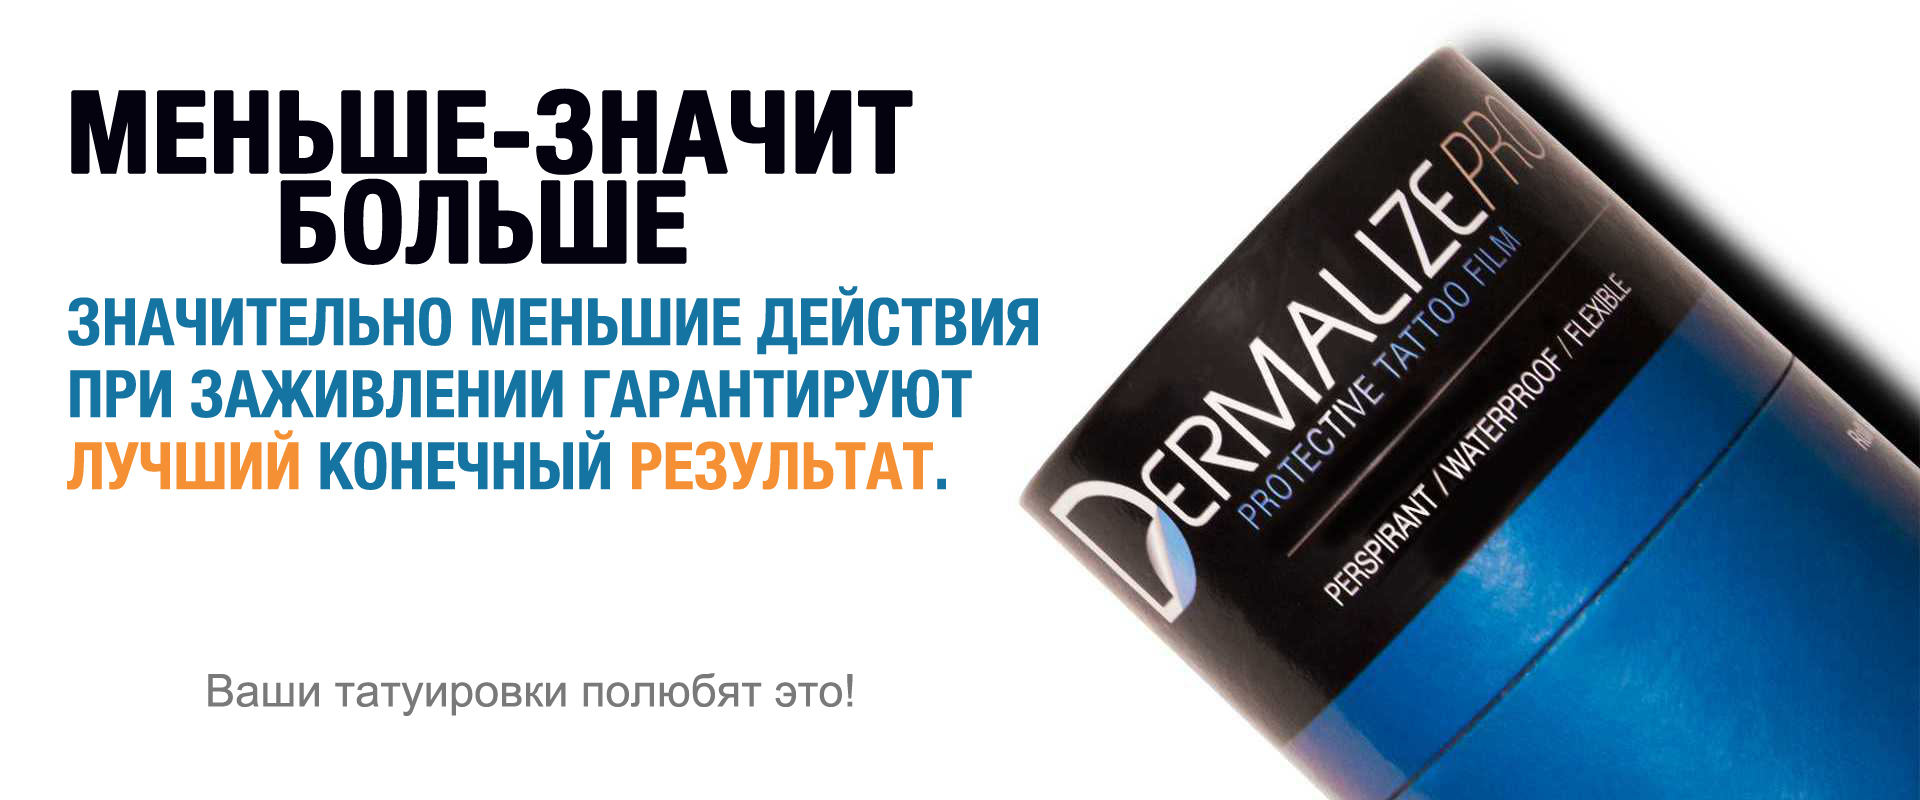 МЕНЬШЕ-ЗНАЧИТ
БОЛЬШЕ
ЗНАЧИТЕЛЬНО МЕНЬШИЕ ДЕЙСТВИЯ
ПРИ ЗАЖИВЛЕНИИ ГАРАНТИРУЮТ
ЛУЧШИЙ КОНЕЧНЫЙ РЕЗУЛЬТАТ.
Ваши татуировки полюбят это!
DERMALIZEPRO
PROTECTIVE TATTOO FILM
PERSPIRANT / WATERPROOF / FLEXIBLE